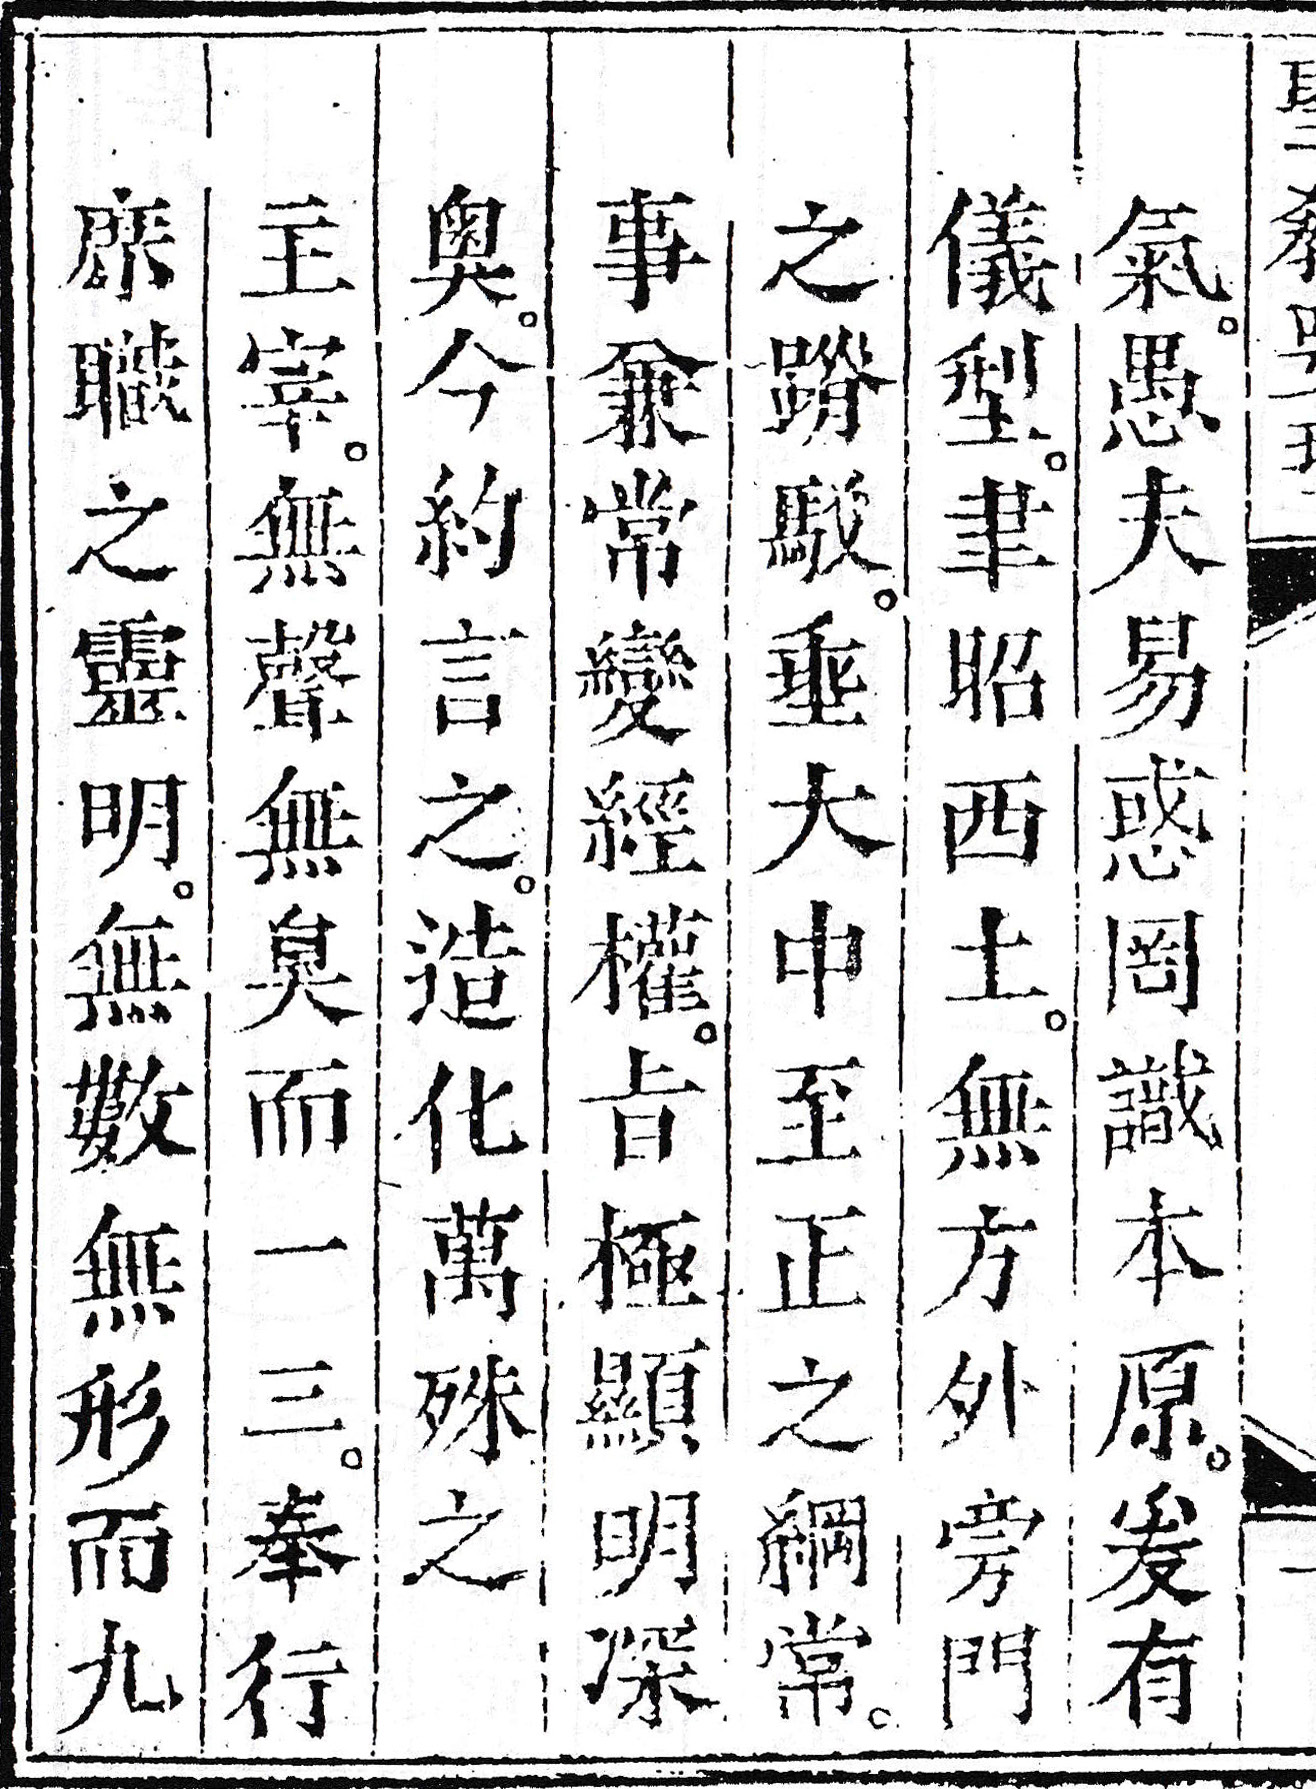 氣。愚夫易惑罔識本原。爰有
儀型。聿昭西土。無方外旁門
之踳駁。垂大中至正之綱常。
事兼常變經權。旨極顯明深
奧。今約言之。造化萬殊之
主宰。無聲無臭而一三。奉行
庶職之靈明。無數無形而九